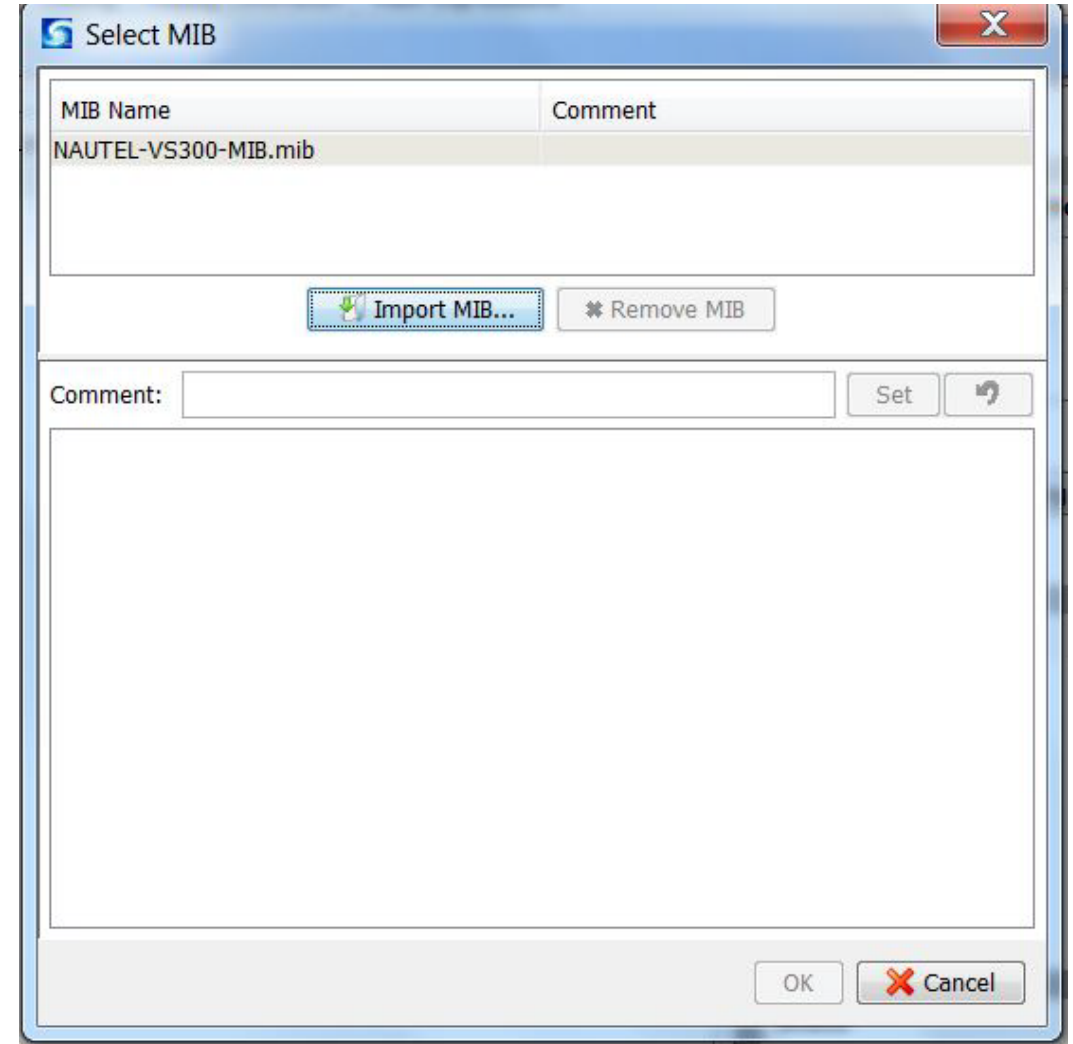 Select MIB
MIB Name Comment
NAUTEL-VS300-MIB.mib
Import MIB... Remove MIB
Comment: Set
OK Cancel